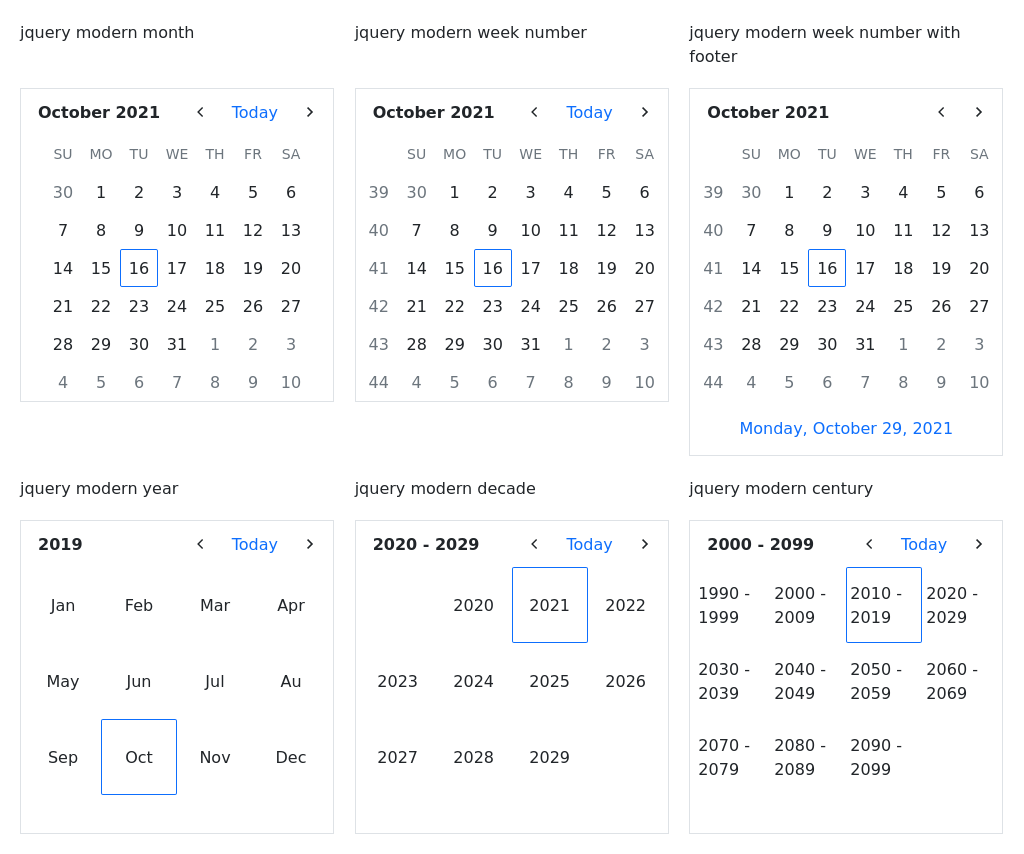 jquery modern month
October 2021 Today
SU MO TU WE TH FR SA
30 1 2 3 4 5 6
7 8 9 10 11 12 13
14 15 16 17 18 19 20
21 22 23 24 25 26 27
28 29 30 31 1 2 3
4 5 6 7 8 9 10
jquery modern week number
October 2021 Today
SU MO TU WE TH FR SA
39 30 1 2 3 4 5 6
40 7 8 9 10 11 12 13
41 14 15 16 17 18 19 20
42 21 22 23 24 25 26 27
43 28 29 30 31 1 2 3
44 4 5 6 7 8 9 10
jquery modern week number with
footer
October 2021
SU MO TU WE TH FR SA
39 30 1 2 3 4 5 6
40 7 8 9 10 11 12 13
41 14 15 16 17 18 19 20
42 21 22 23 24 25 26 27
43 28 29 30 31 1 2 3
44 4 5 6 7 8 9 10
Monday, October 29, 2021
jquery modern year
2019 Today
Jan Feb Mar Apr
May Jun Jul Au
Sep Oct Nov Dec
jquery modern decade
2020 - 2029 Today
2020 2021 2022
2023 2024 2025 2026
2027 2028 2029
jquery modern century
2000 - 2099 Today
1990 - 2000 - 2010 - 2020 -
1999 2009 2019 2029
2030 - 2040 - 2050 - 2060 -
2039 2049 2059 2069
2070 - 2080 - 2090 -
2079 2089 2099